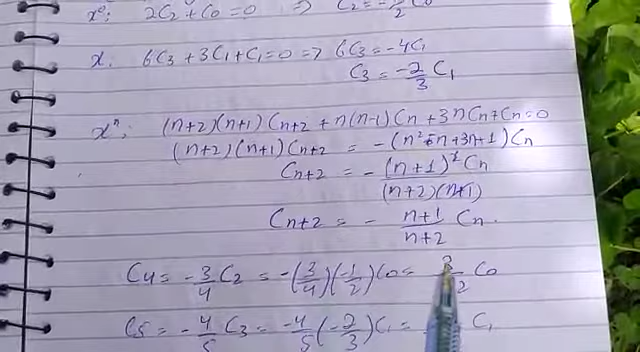 x⁰: 2C₂ + C₀ = 0 ⇒ C₂ = -1/2 C₀
x. 6C₃ + 3C₁ + C₁ = 0 ⇒ 6C₃ = -4C₁
C₃ = -2/3 C₁
xⁿ: (n+2)(n+1)Cn+2 + n(n-1)Cn + 3nCn + Cn = 0
(n+2)(n+1)Cn+2 = -(n²-n+3n+1)Cn
Cn+2 = - (n+1)²Cn / (n+2)(n+1)
Cn+2 = - n+1/n+2 Cn.
C₄ = -3/4 C₂ = -(3/4)(-1/2)C₀ = C₀
C₅ = -4/5 C₃ = -4/5(-2/3)C₁ = C₁